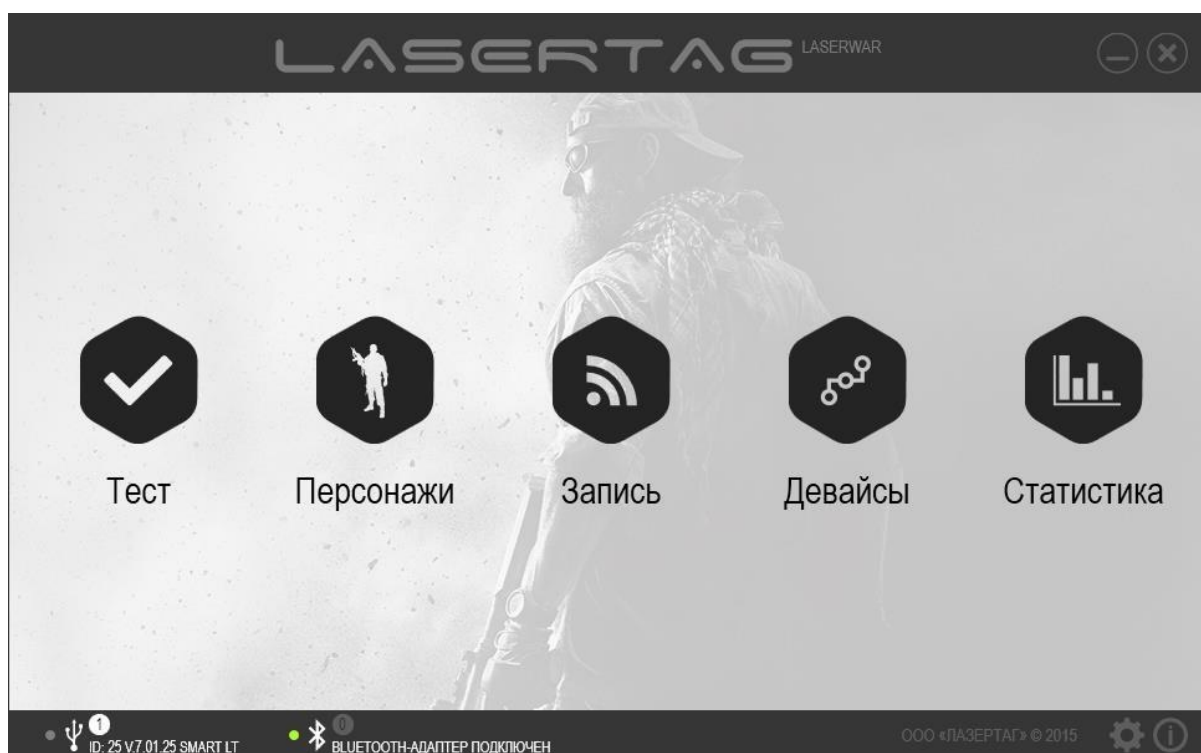 LASERTAG LASERWAR
Тест
Персонажи
Запись
Девайсы
Статистика
1
ID: 25 V.7.01.25 SMART LT
0
BLUETOOTH-АДАПТЕР ПОДКЛЮЧЕН
ООО «ЛАЗЕРТАГ» © 2015